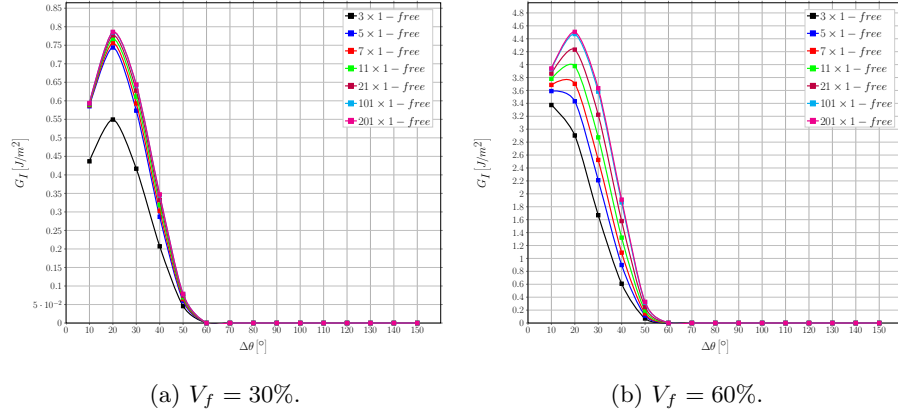 3 × 1 − free
5 × 1 − free
7 × 1 − free
11 × 1 − free
21 × 1 − free
101 × 1 − free
201 × 1 − free
G_I [J/m²]
0.85
0.8
0.75
0.7
0.65
0.6
0.55
0.5
0.45
0.4
0.35
0.3
0.25
0.2
0.15
0.1
5 · 10⁻²
0
0 10 20 30 40 50 60 70 80 90 100 110 120 130 140 150
Δθ [°]
(a) V_f = 30%.
3 × 1 − free
5 × 1 − free
7 × 1 − free
11 × 1 − free
21 × 1 − free
101 × 1 − free
201 × 1 − free
G_I [J/m²]
4.8
4.6
4.4
4.2
4
3.8
3.6
3.4
3.2
3
2.8
2.6
2.4
2.2
2
1.8
1.6
1.4
1.2
1
0.8
0.6
0.4
0.2
0
0 10 20 30 40 50 60 70 80 90 100 110 120 130 140 150
Δθ [°]
(b) V_f = 60%.